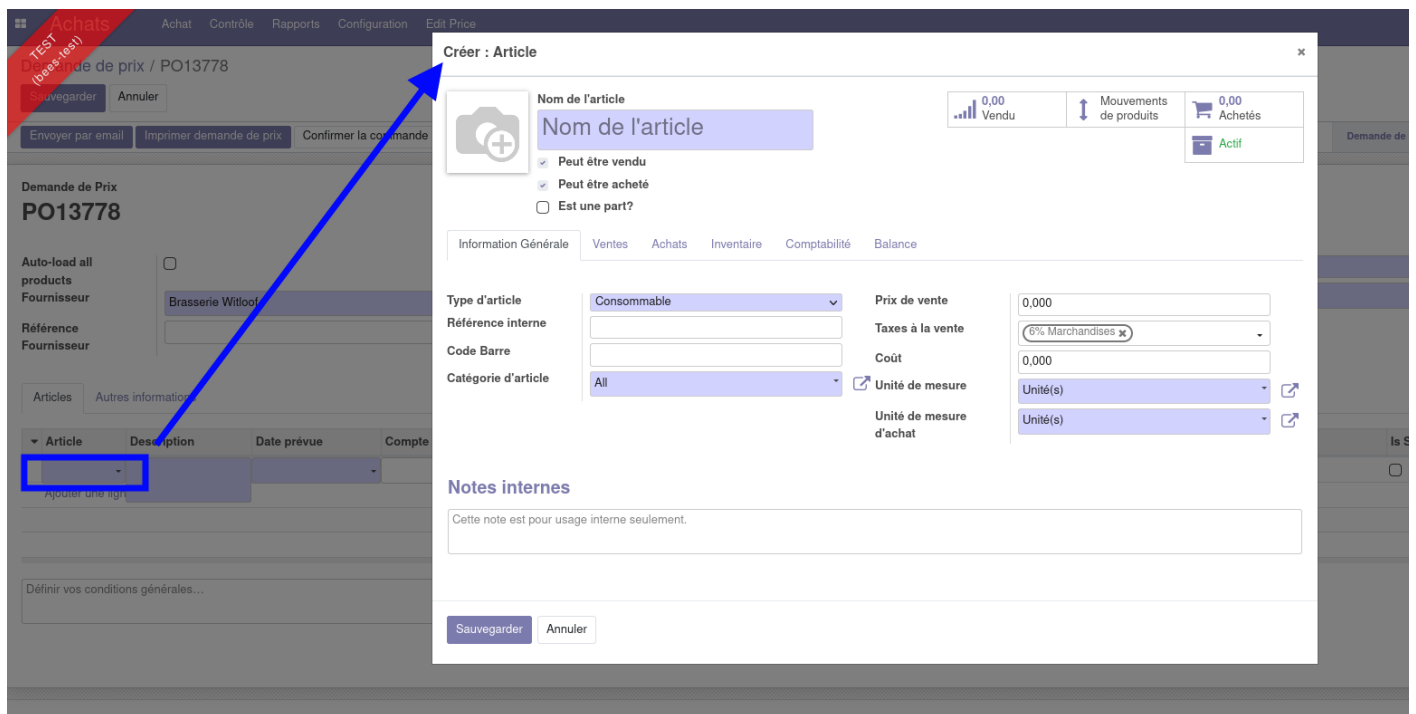 Achats Achat Contrôle Rapports Configuration Edit Price
TEST
(bees-test)
Demande de prix / PO13778
Sauvegarder Annuler
Envoyer par email Imprimer demande de prix Confirmer la commande
Demande de
Demande de Prix
PO13778
Auto-load all
products
Fournisseur Brasserie Witloof
Référence
Fournisseur
Articles Autres informations
Article Description Date prévue Compte Is S
Ajouter une lign
Définir vos conditions générales…
Créer : Article ×
Nom de l'article
Nom de l'article
Peut être vendu
Peut être acheté
Est une part?
0,00
Vendu
Mouvements
de produits
0,00
Achetés
Actif
Information Générale Ventes Achats Inventaire Comptabilité Balance
Type d'article Consommable
Référence interne
Code Barre
Catégorie d'article All
Prix de vente 0,000
Taxes à la vente 6% Marchandises ×
Coût 0,000
Unité de mesure Unité(s)
Unité de mesure
d'achat Unité(s)
Notes internes
Cette note est pour usage interne seulement.
Sauvegarder Annuler